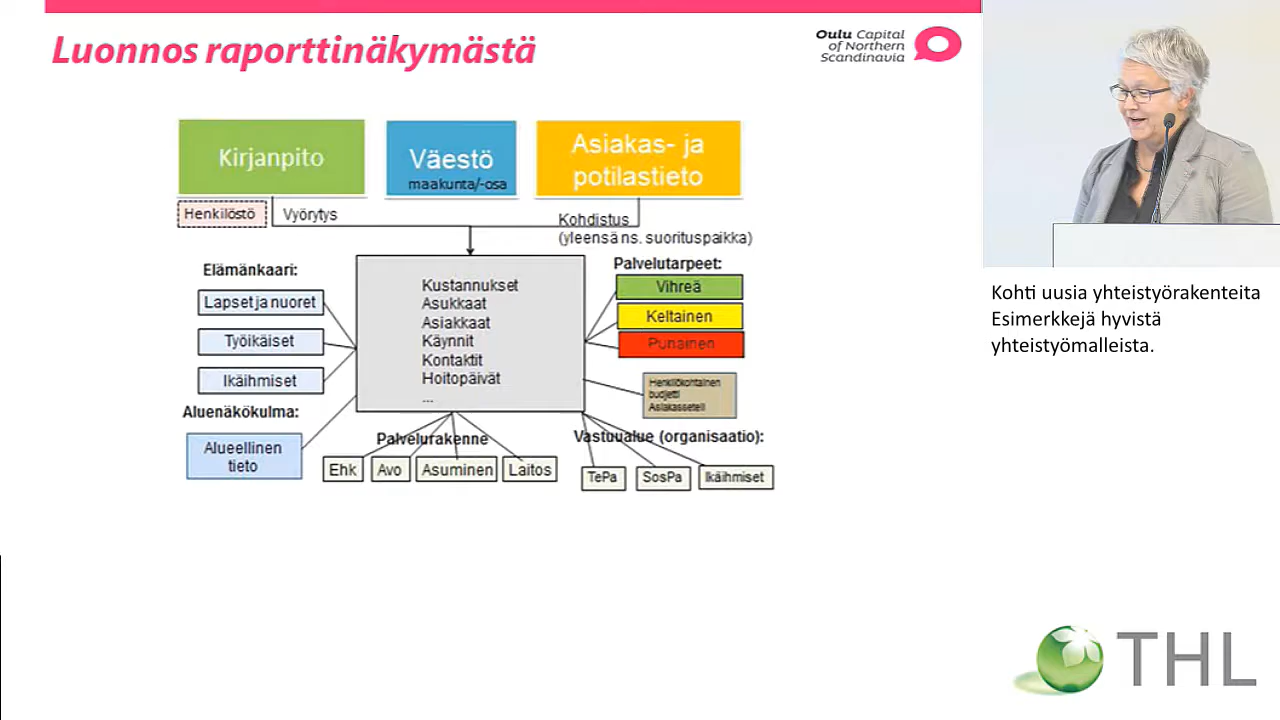 Luonnos raporttinäkymästä
Oulu Capital
of Northern
Scandinavia
Kirjanpito
Väestö
maakunta/-osa
Asiakas- ja
potilastieto
Henkilöstö
Vyörytys
Kohdistus
(yleensä ns. suorituspaikka)
Elämänkaari:
Lapset ja nuoret
Työikäiset
Ikäihmiset
Aluenäkökulma:
Alueellinen
tieto
Kustannukset
Asukkaat
Asiakkaat
Käynnit
Kontaktit
Hoitopäivät
...
Palvelutarpeet:
Vihreä
Keltainen
Punainen
Henkilökohtainen
budjetti
Asiakasseteli
Palvelurakenne
Ehk
Avo
Asuminen
Laitos
Vastuualue (organisaatio):
TePa
SosPa
Ikäihmiset
Kohti uusia yhteistyörakenteita
Esimerkkejä hyvistä
yhteistyömalleista.
THL